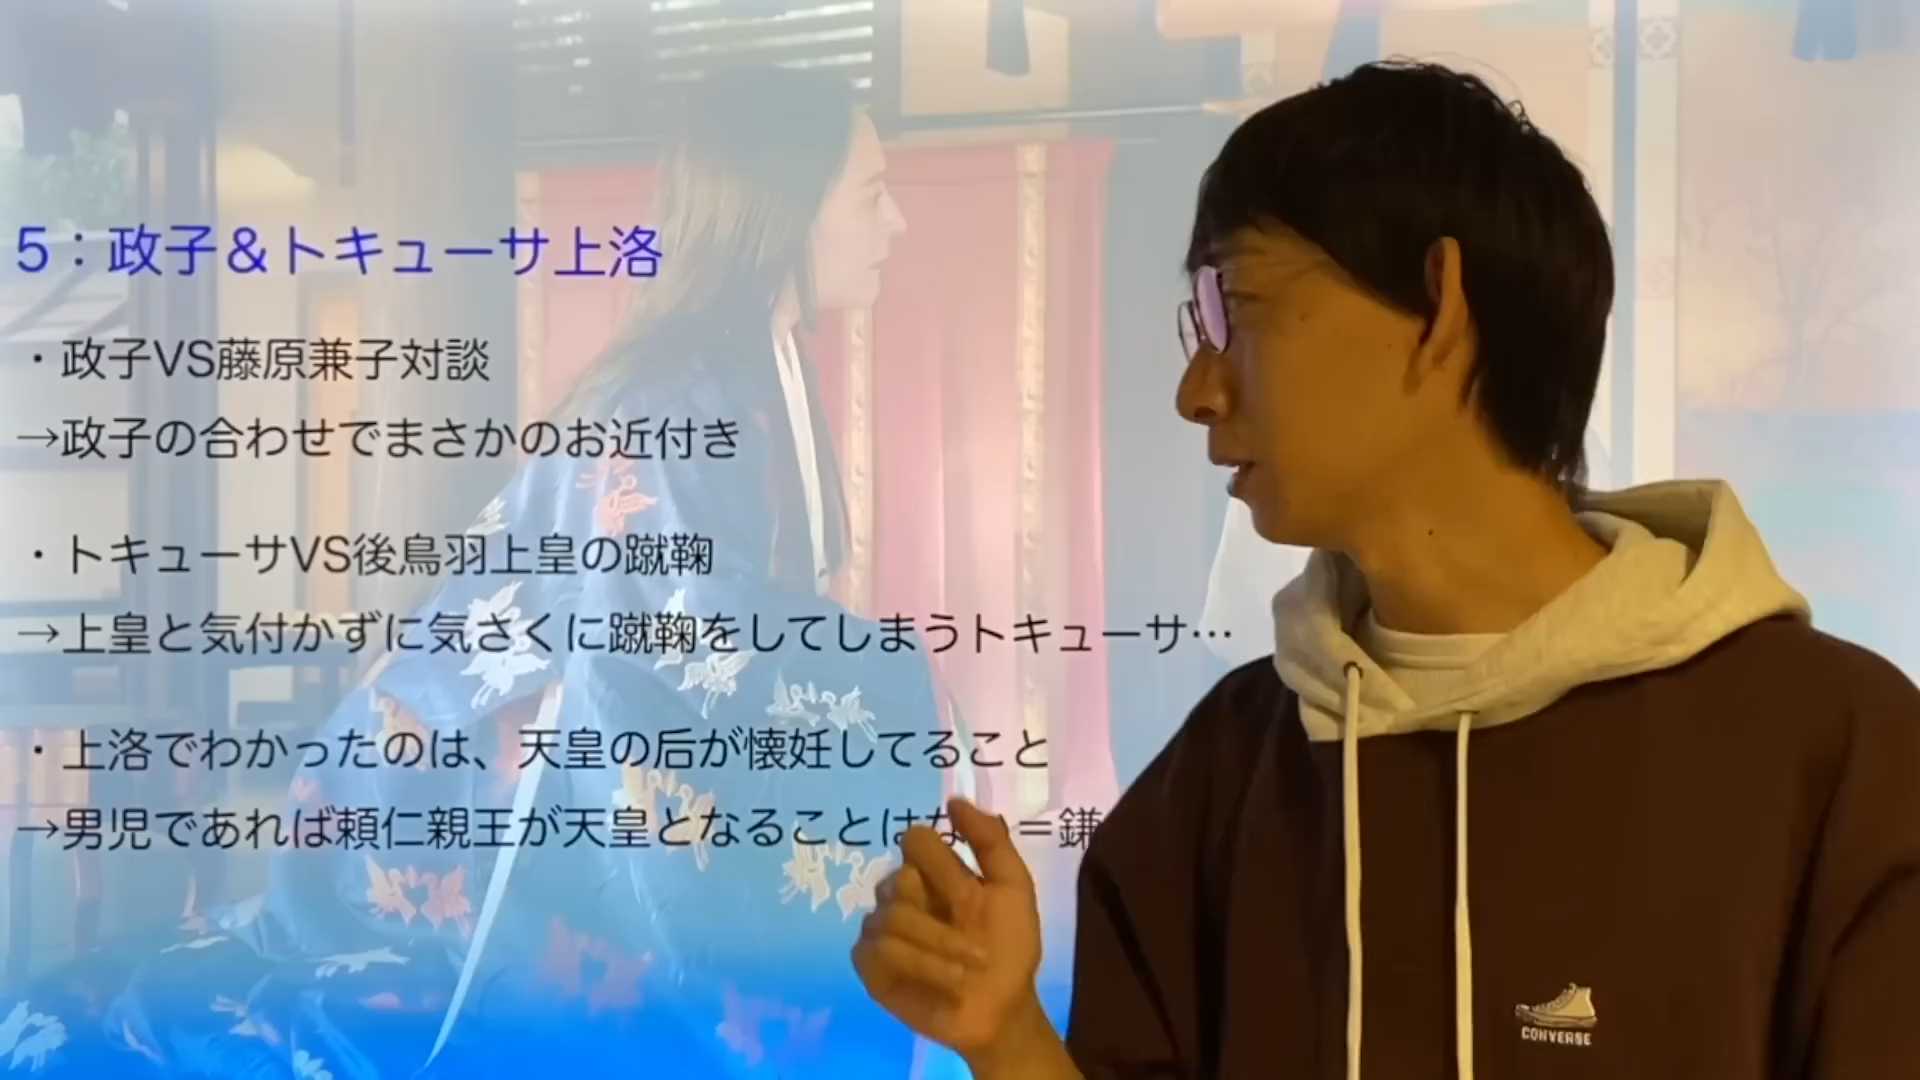 5：政子＆トキューサ上洛
・政子VS藤原兼子対談
→政子の合わせでまさかのお近付き
・トキューサVS後鳥羽上皇の蹴鞠
→上皇と気付かずに気さくに蹴鞠をしてしまうトキューサ…
・上洛でわかったのは、天皇の后が懐妊してること
→男児であれば頼仁親王が天皇となることはな ＝鎌
CONVERSE